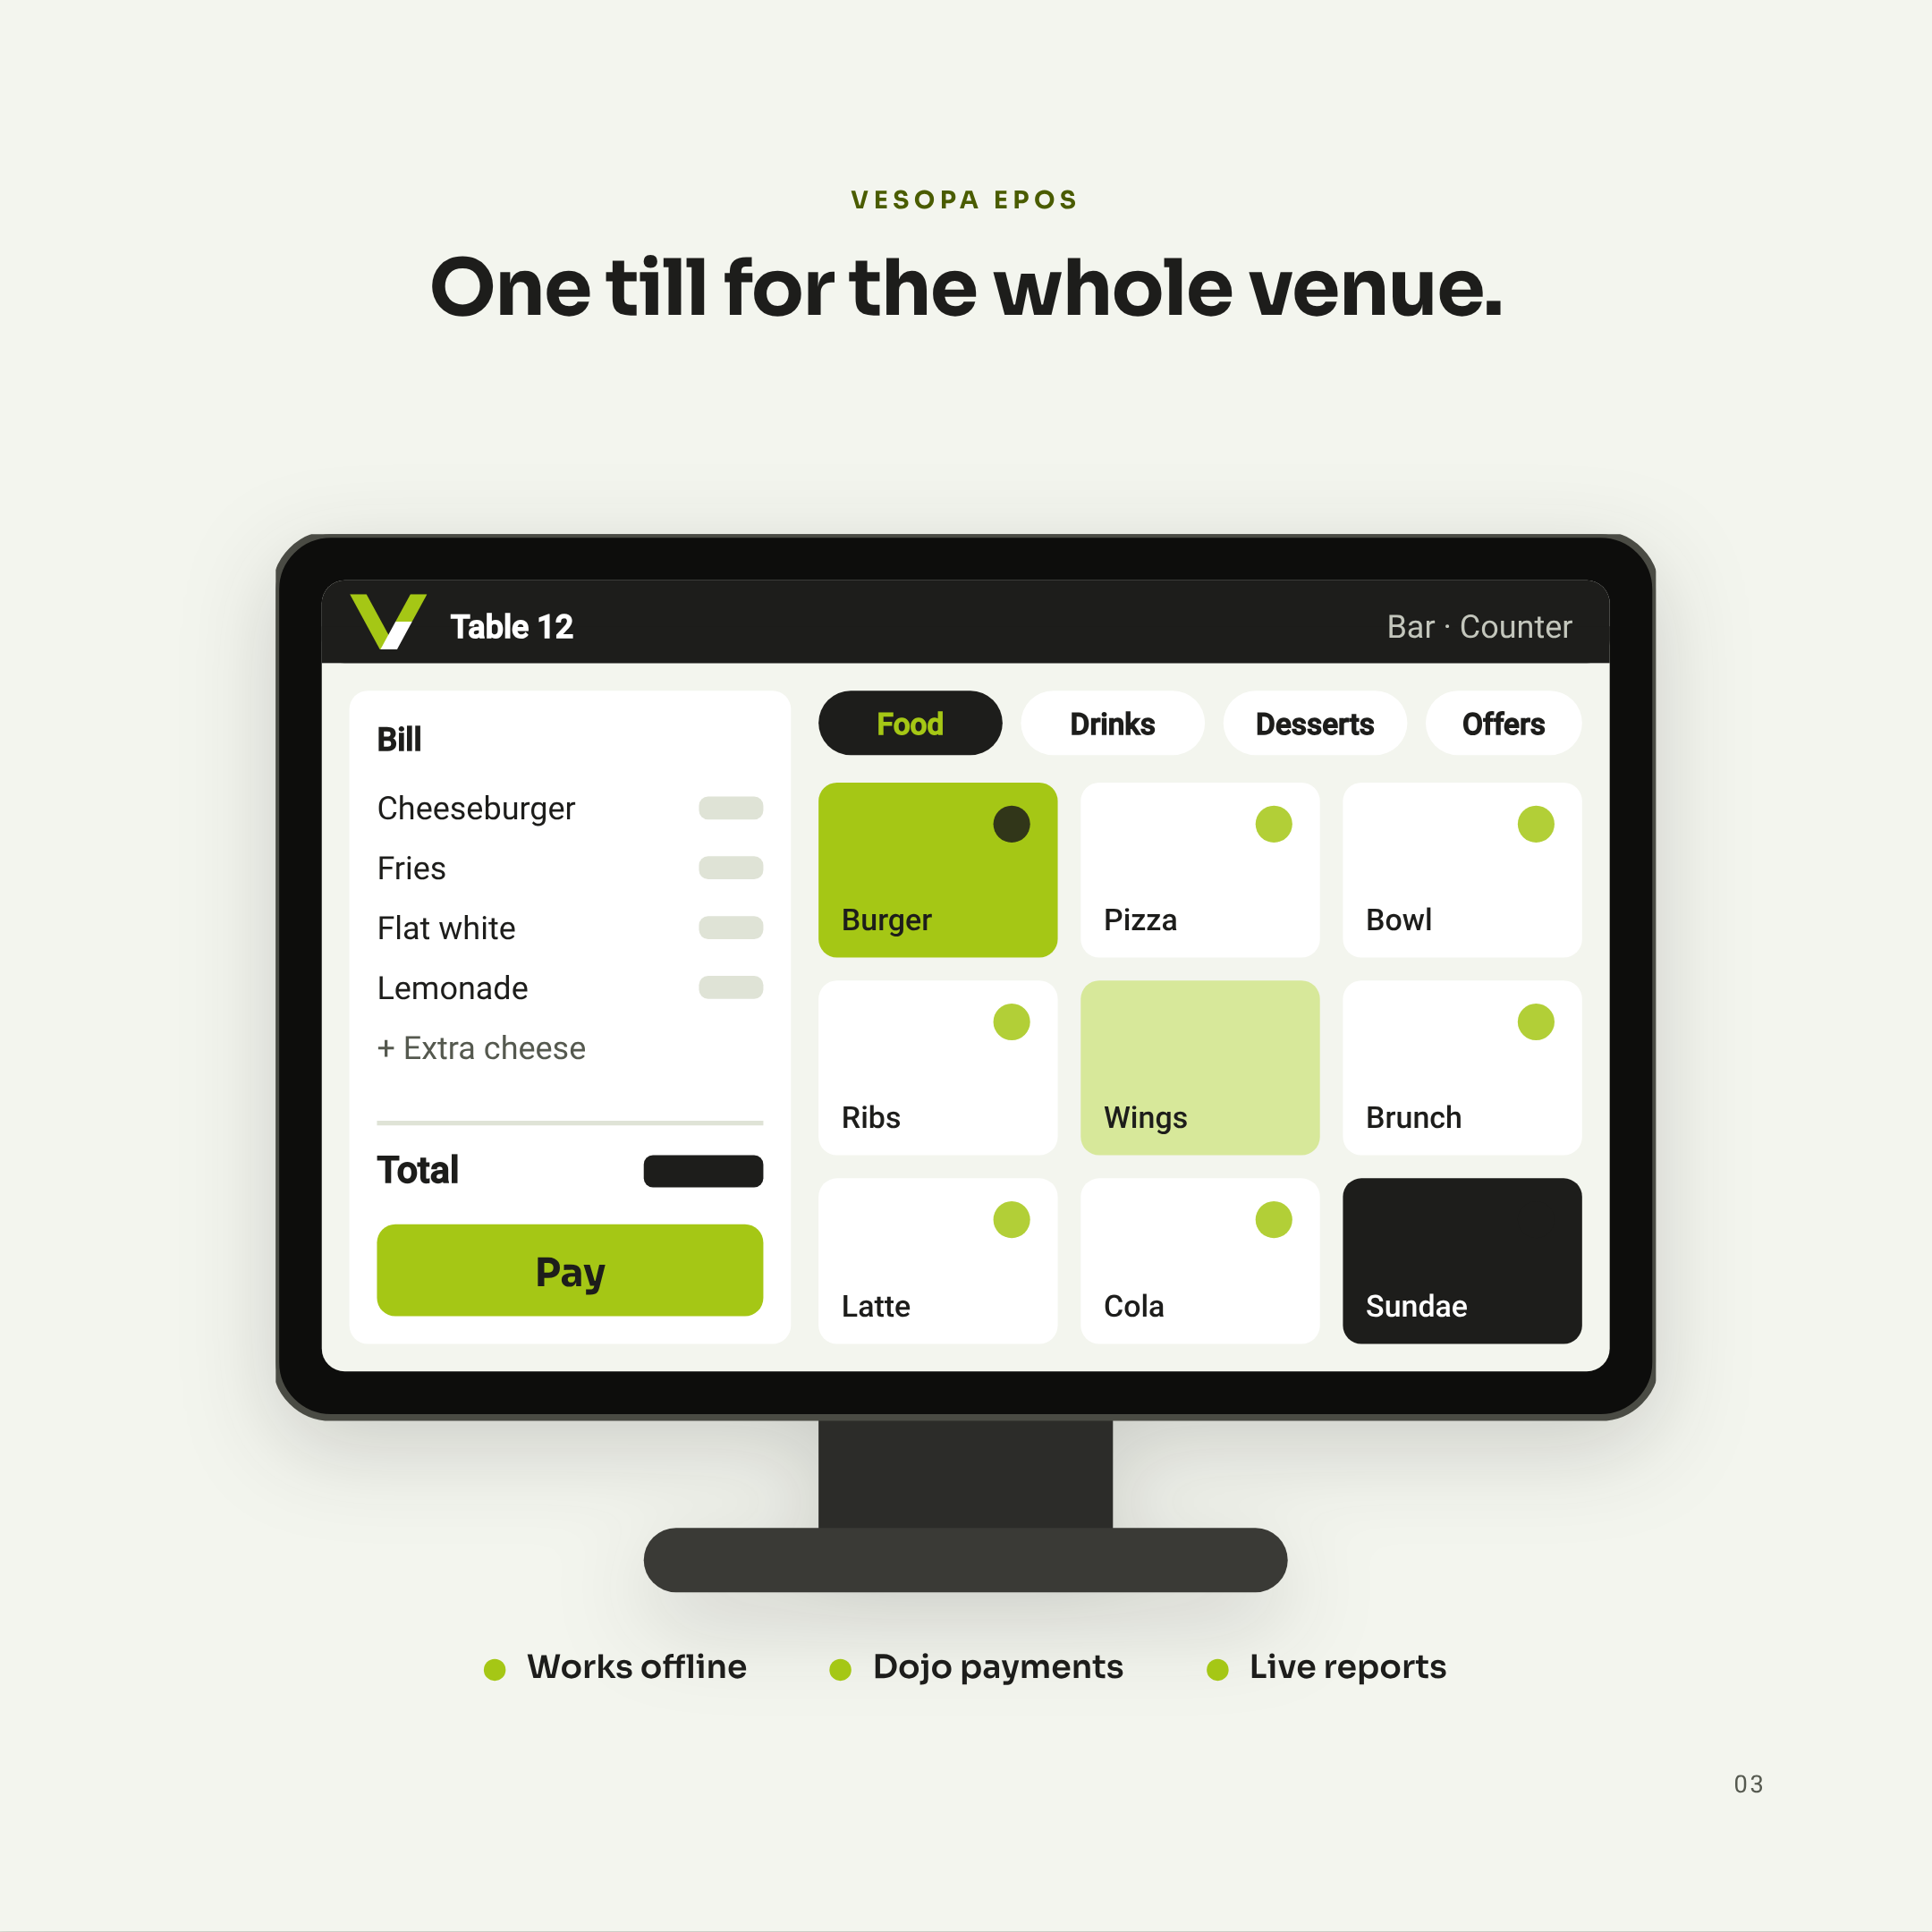 VESOPA EPOS
One till for the whole venue.
Table 12
Bar · Counter
Bill
Cheeseburger
Fries
Flat white
Lemonade
+ Extra cheese
Total
Pay
Food Drinks Desserts Offers
Burger Pizza Bowl
Ribs Wings Brunch
Latte Cola Sundae
Works offline Dojo payments Live reports
03